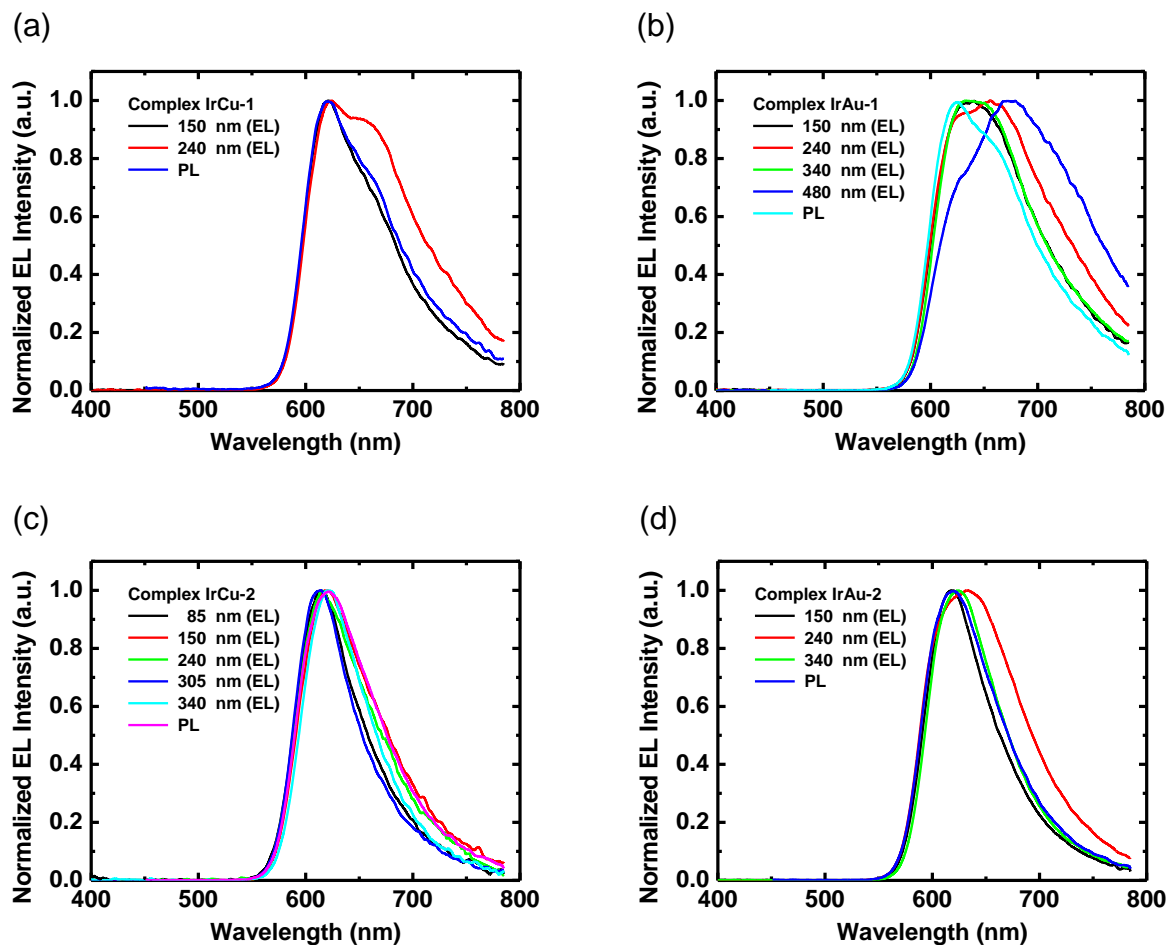 (a)
Normalized EL Intensity (a.u.)
1.0
0.8
0.6
0.4
0.2
0.0
Complex IrCu-1
150 nm (EL)
240 nm (EL)
PL
400 500 600 700 800
Wavelength (nm)
(b)
Normalized EL Intensity (a.u.)
1.0
0.8
0.6
0.4
0.2
0.0
Complex IrAu-1
150 nm (EL)
240 nm (EL)
340 nm (EL)
480 nm (EL)
PL
400 500 600 700 800
Wavelength (nm)
(c)
Normalized EL Intensity (a.u.)
1.0
0.8
0.6
0.4
0.2
0.0
Complex IrCu-2
85 nm (EL)
150 nm (EL)
240 nm (EL)
305 nm (EL)
340 nm (EL)
PL
400 500 600 700 800
Wavelength (nm)
(d)
Normalized EL Intensity (a.u.)
1.0
0.8
0.6
0.4
0.2
0.0
Complex IrAu-2
150 nm (EL)
240 nm (EL)
340 nm (EL)
PL
400 500 600 700 800
Wavelength (nm)